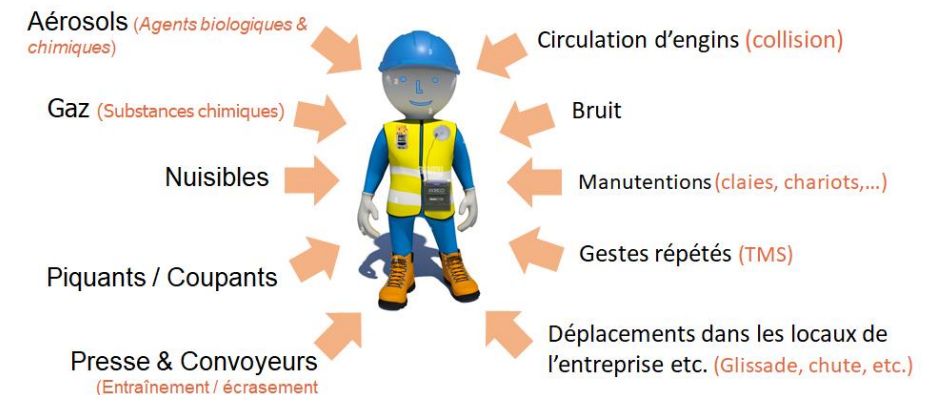 Aérosols (Agents biologiques &
chimiques)
Gaz (Substances chimiques)
Nuisibles
Piquants / Coupants
Presse & Convoyeurs
(Entraînement / écrasement
Circulation d’engins (collision)
Bruit
Manutentions (claies, chariots,...)
Gestes répétés (TMS)
Déplacements dans les locaux de
l’entreprise etc. (Glissade, chute, etc.)